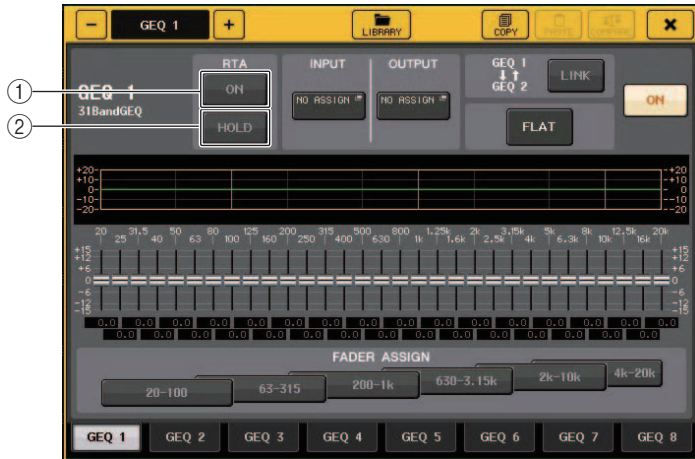 − GEQ 1 + LIBRARY COPY PASTE COMPARE ×
RTA INPUT OUTPUT GEQ 1 GEQ 2 LINK
① ON NO ASSIGN NO ASSIGN ON
GEQ 1
31BandGEQ
② HOLD FLAT
+20 +20
+10 +10
0 0
-10 -10
-20 -20
20 31.5 50 80 125 200 315 500 800 1.25k 2k 3.15k 5k 8k 12.5k 20k
25 40 63 100 160 250 400 630 1k 1.6k 2.5k 4k 6.3k 10k 16k
+15 +15
+12 +12
+6 +6
0 0
-6 -6
-12 -12
-15 -15
0.0 0.0 0.0 0.0 0.0 0.0 0.0 0.0 0.0 0.0 0.0 0.0 0.0 0.0 0.0 0.0
0.0 0.0 0.0 0.0 0.0 0.0 0.0 0.0 0.0 0.0 0.0 0.0 0.0 0.0 0.0
FADER ASSIGN
20-100 63-315 200-1k 630-3.15k 2k-10k 4k-20k
GEQ 1 GEQ 2 GEQ 3 GEQ 4 GEQ 5 GEQ 6 GEQ 7 GEQ 8